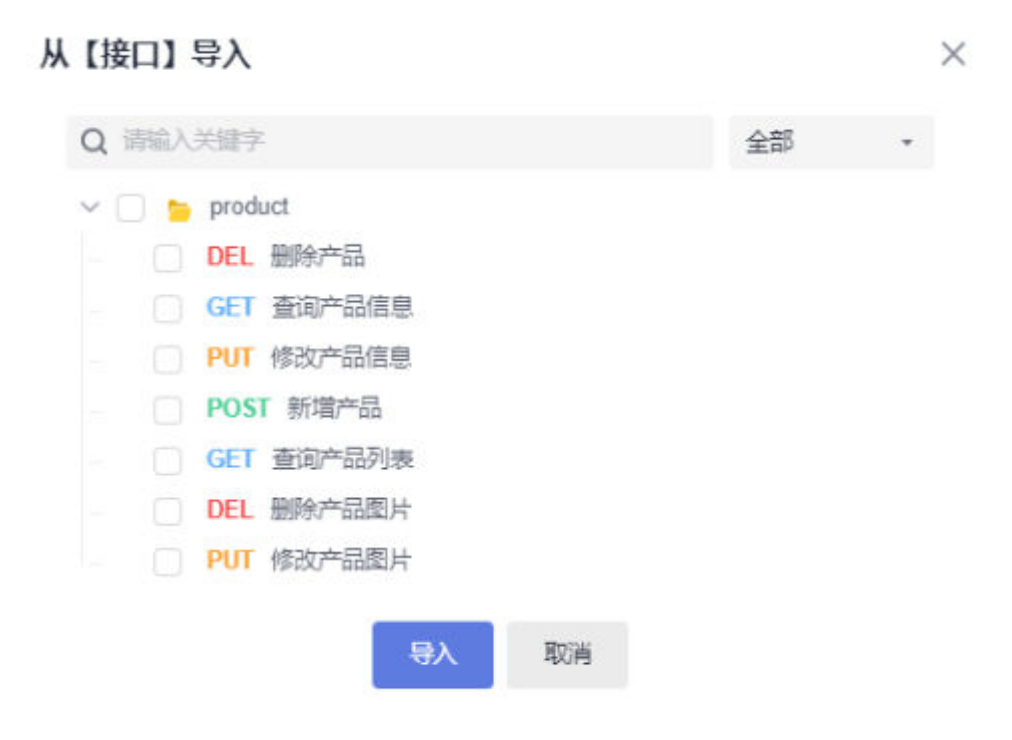 从【接口】导入
请输入关键字 全部
product
DEL 删除产品
GET 查询产品信息
PUT 修改产品信息
POST 新增产品
GET 查询产品列表
DEL 删除产品图片
PUT 修改产品图片
导入 取消